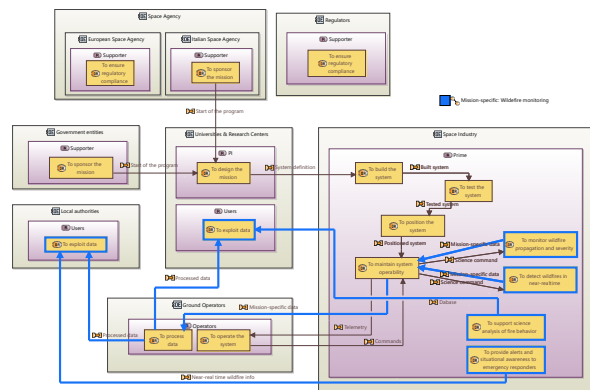 Space Agency
European Space Agency
Supporter
To ensure
regulatory
compliance
Italian Space Agency
Supporter
To sponsor
the mission
Regulators
Supporter
To ensure
regulatory
compliance
Mission-specific: Wildfire monitoring
Start of the program
Government entities
Supporter
To sponsor the
mission
Start of the program
Universities & Research Centers
PI
To design the
mission
System definition
Users
To exploit data
Space Industry
Prime
To build the
system
Built system
To test the
system
Tested system
To position the
system
Positioned system
To maintain system
operability
Mission-specific data
Science command
Mission-specific data
Science command
To monitor wildfire
propagation and severity
To detect wildfires in
near-realtime
Local authorities
Users
To exploit data
Processed data
Ground Operators
Mission-specific data
Operators
Processed data
To process
data
To operate the
system
Telemetry
Commands
Datase
To support science
analysis of fire behavior
To provide alerts and
situational awareness to
emergency responders
Near-real time wildfire info